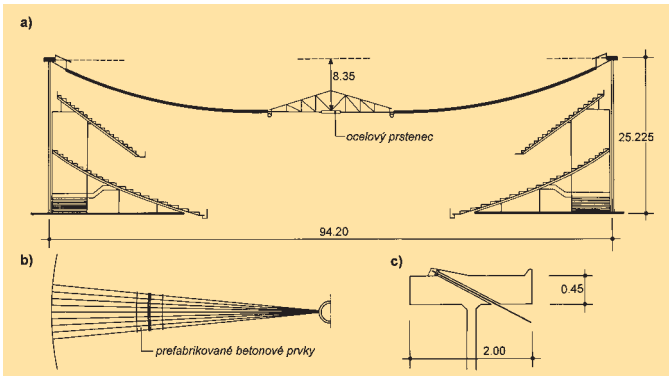 a)
8.35
ocelový prstenec
25.225
94.20
b)
c)
0.45
prefabrikované betonové prvky
2.00